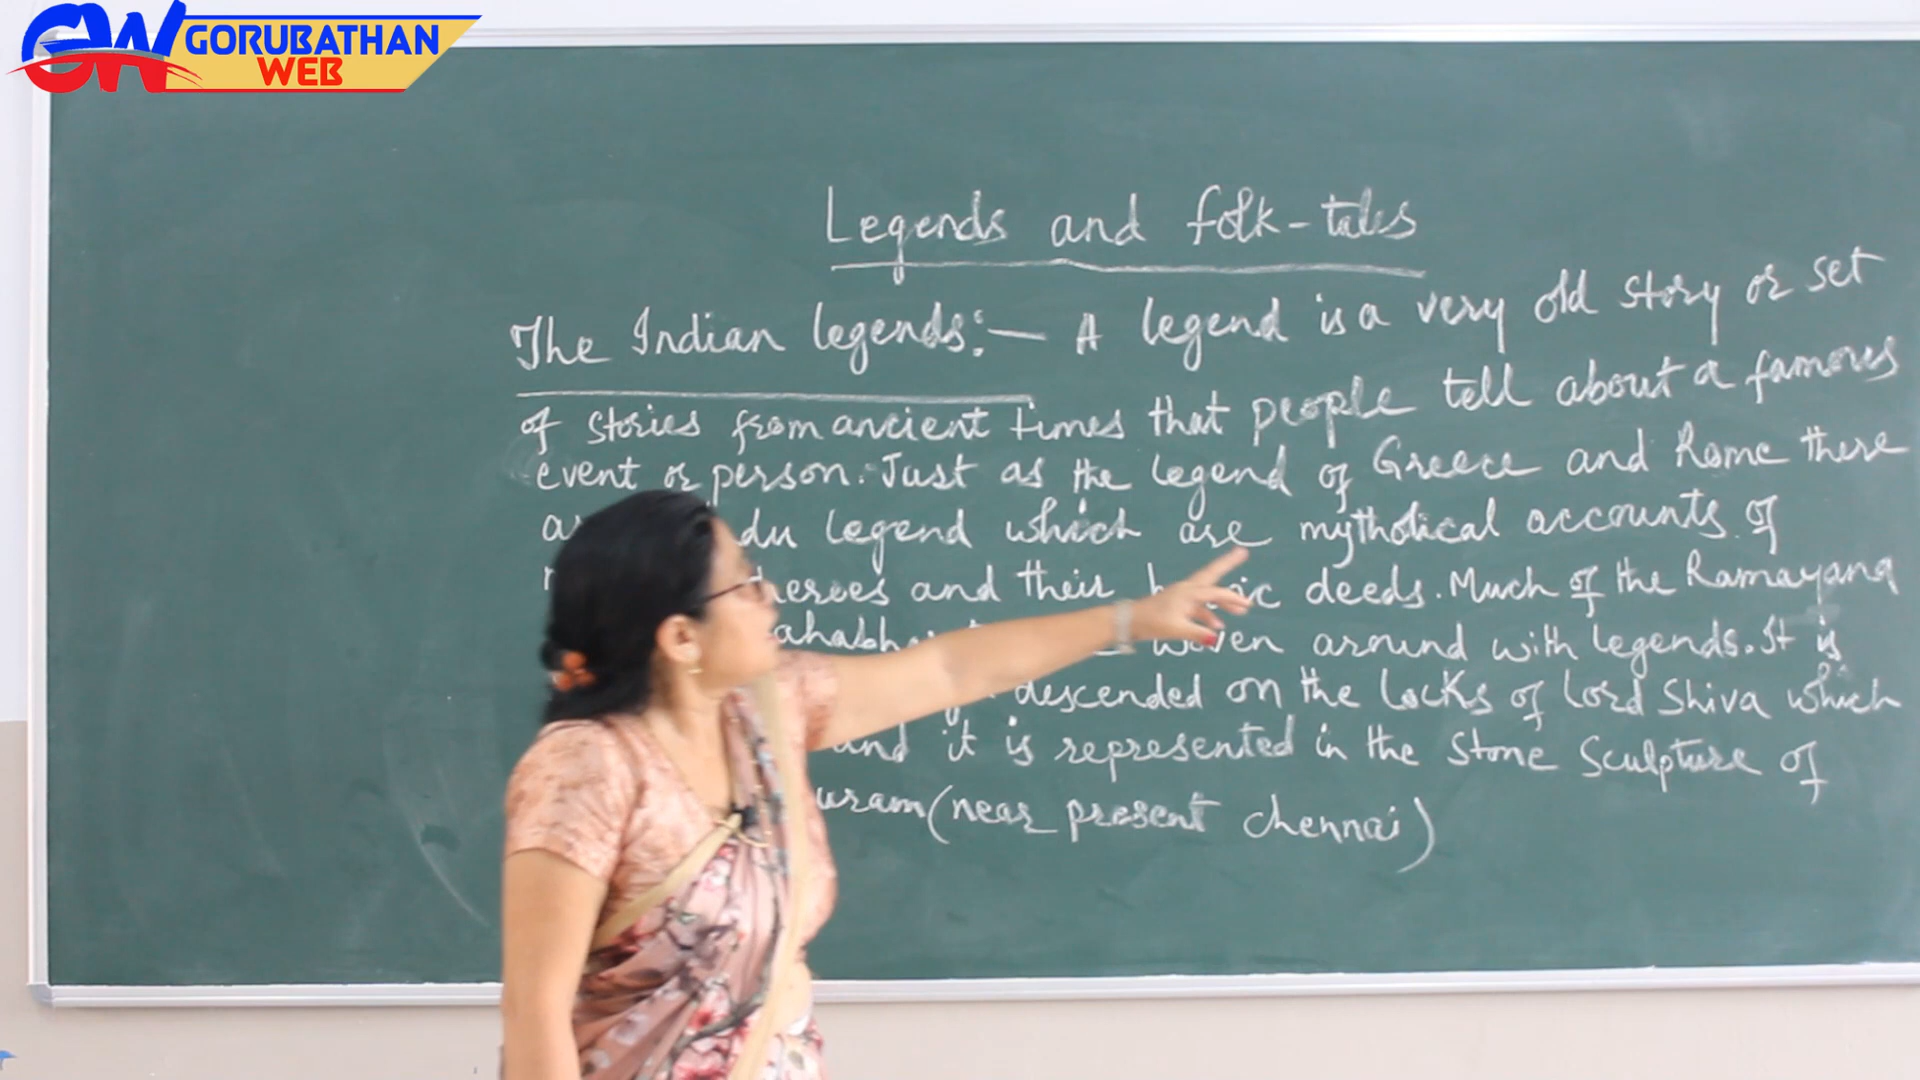 GW GORUBATHAN
WEB
Legends and folk-tales
The Indian legends:— A legend is a very old story or set
of stories from ancient times that people tell about a famous
event or person. Just as the legend of Greece and Rome there
legend which are mythotical accounts of
heroes and their deeds. Much of the Ramayana
woven around with legends. It is
descended on the locks of lord Shiva which
and it is represented in the Stone Sculpture of
(near present chennai)